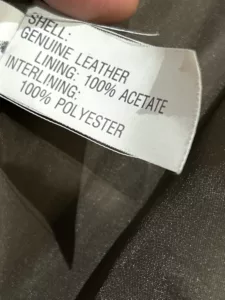 SHELL:
GENUINE LEATHER
LINING: 100% ACETATE
INTERLINING:
100% POLYESTER